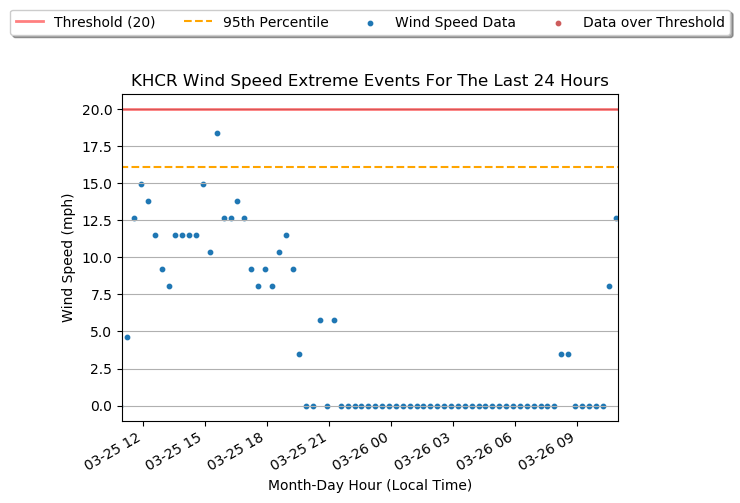 Threshold (20) 95th Percentile Wind Speed Data Data over Threshold
KHCR Wind Speed Extreme Events For The Last 24 Hours
20.0
17.5
15.0
12.5
10.0
7.5
5.0
2.5
0.0
Wind Speed (mph)
03-25 12 03-25 15 03-25 18 03-25 21 03-26 00 03-26 03 03-26 06 03-26 09
Month-Day Hour (Local Time)